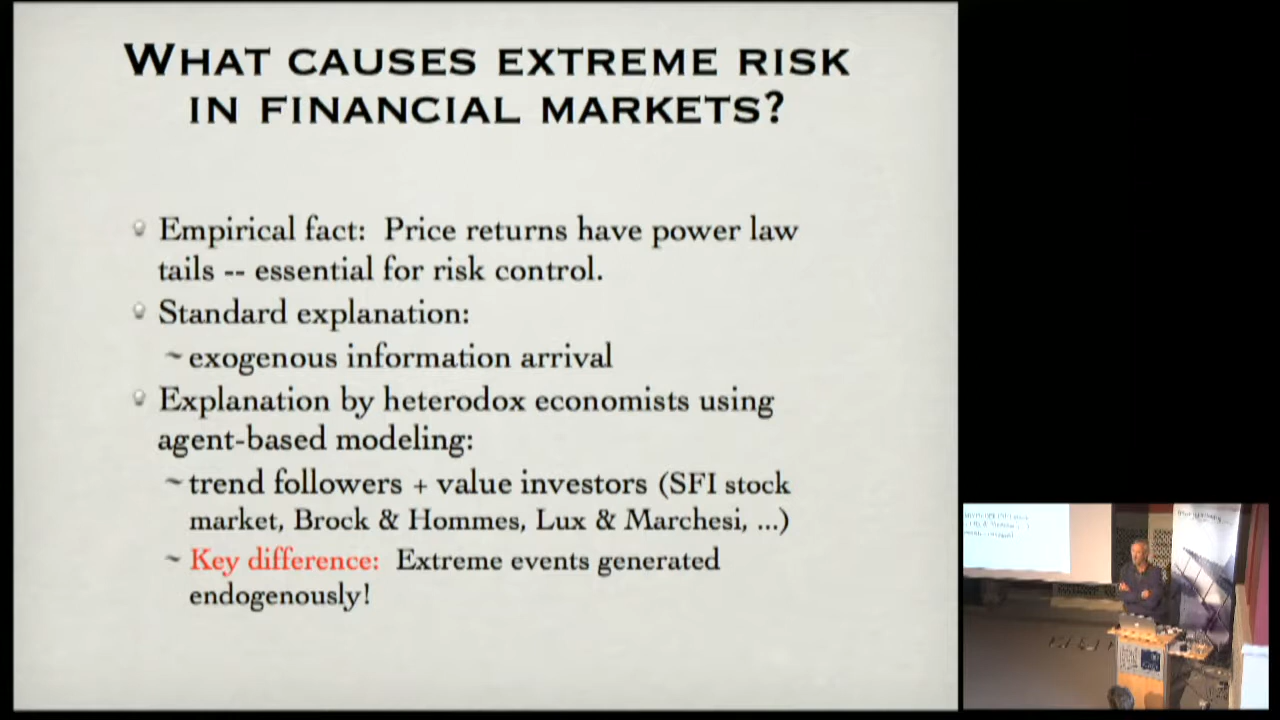 WHAT CAUSES EXTREME RISK
IN FINANCIAL MARKETS?
Empirical fact: Price returns have power law
tails -- essential for risk control.
Standard explanation:
~ exogenous information arrival
Explanation by heterodox economists using
agent-based modeling:
~ trend followers + value investors (SFI stock
market, Brock & Hommes, Lux & Marchesi, ...)
~ Key difference: Extreme events generated
endogenously!